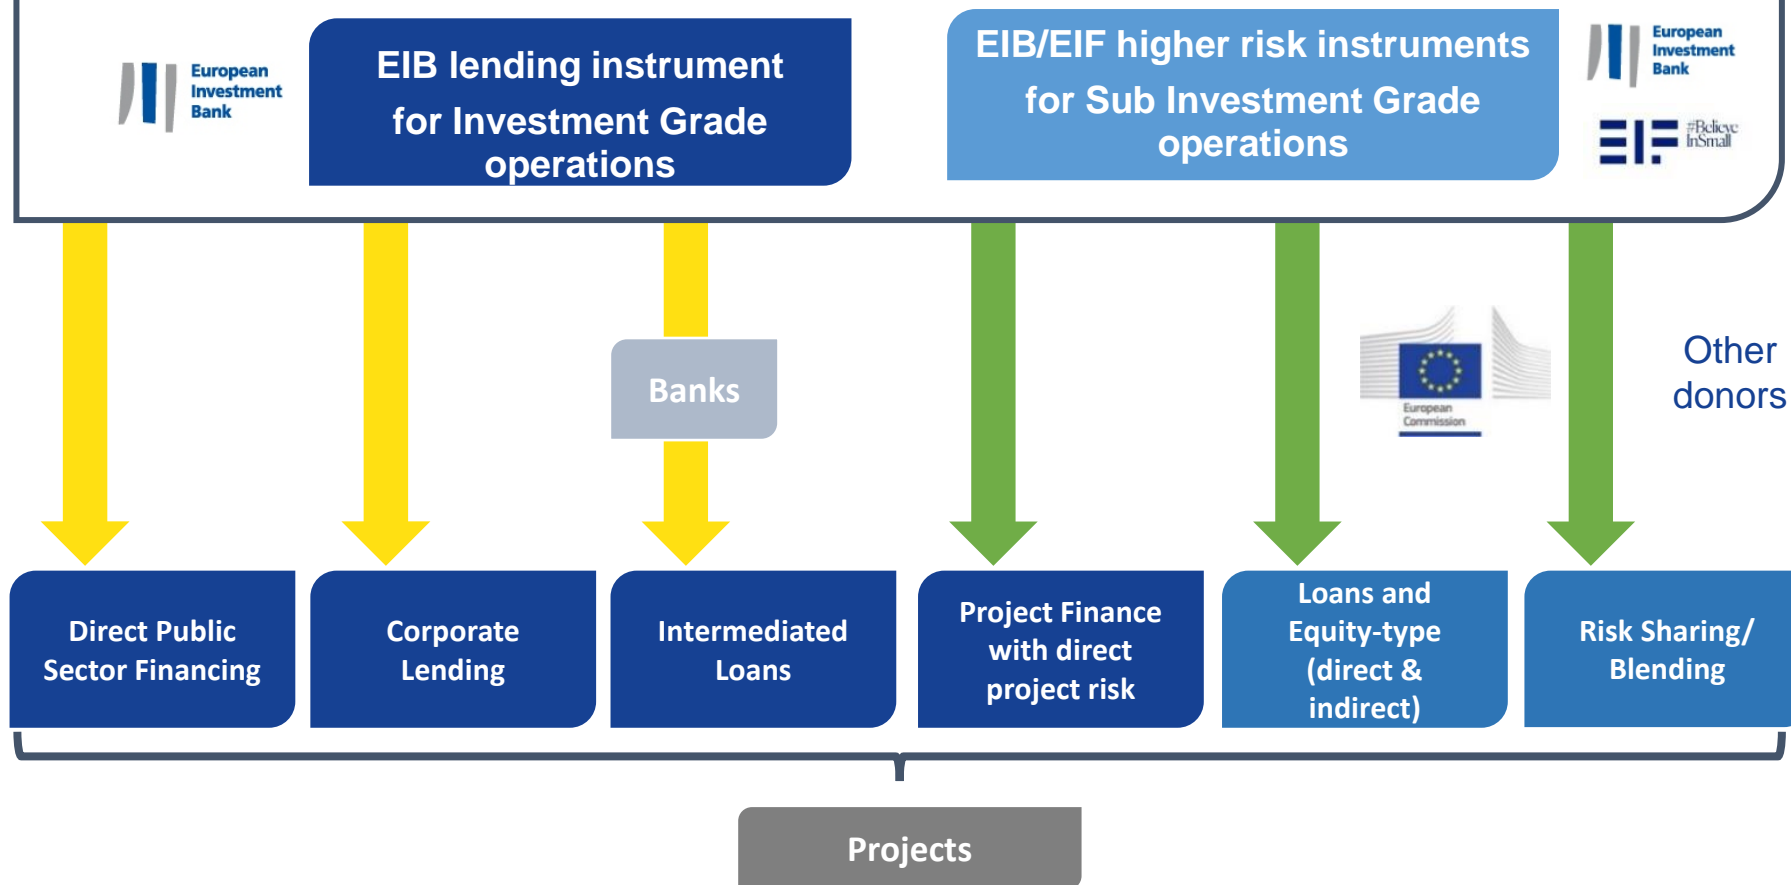 European
Investment
Bank
EIB lending instrument
for Investment Grade
operations
EIB/EIF higher risk instruments
for Sub Investment Grade
operations
European
Investment
Bank
EIF #Believe
InSmall
Banks
European
Commission
Other
donors
Direct Public
Sector Financing
Corporate
Lending
Intermediated
Loans
Project Finance
with direct
project risk
Loans and
Equity-type
(direct &
indirect)
Risk Sharing/
Blending
Projects